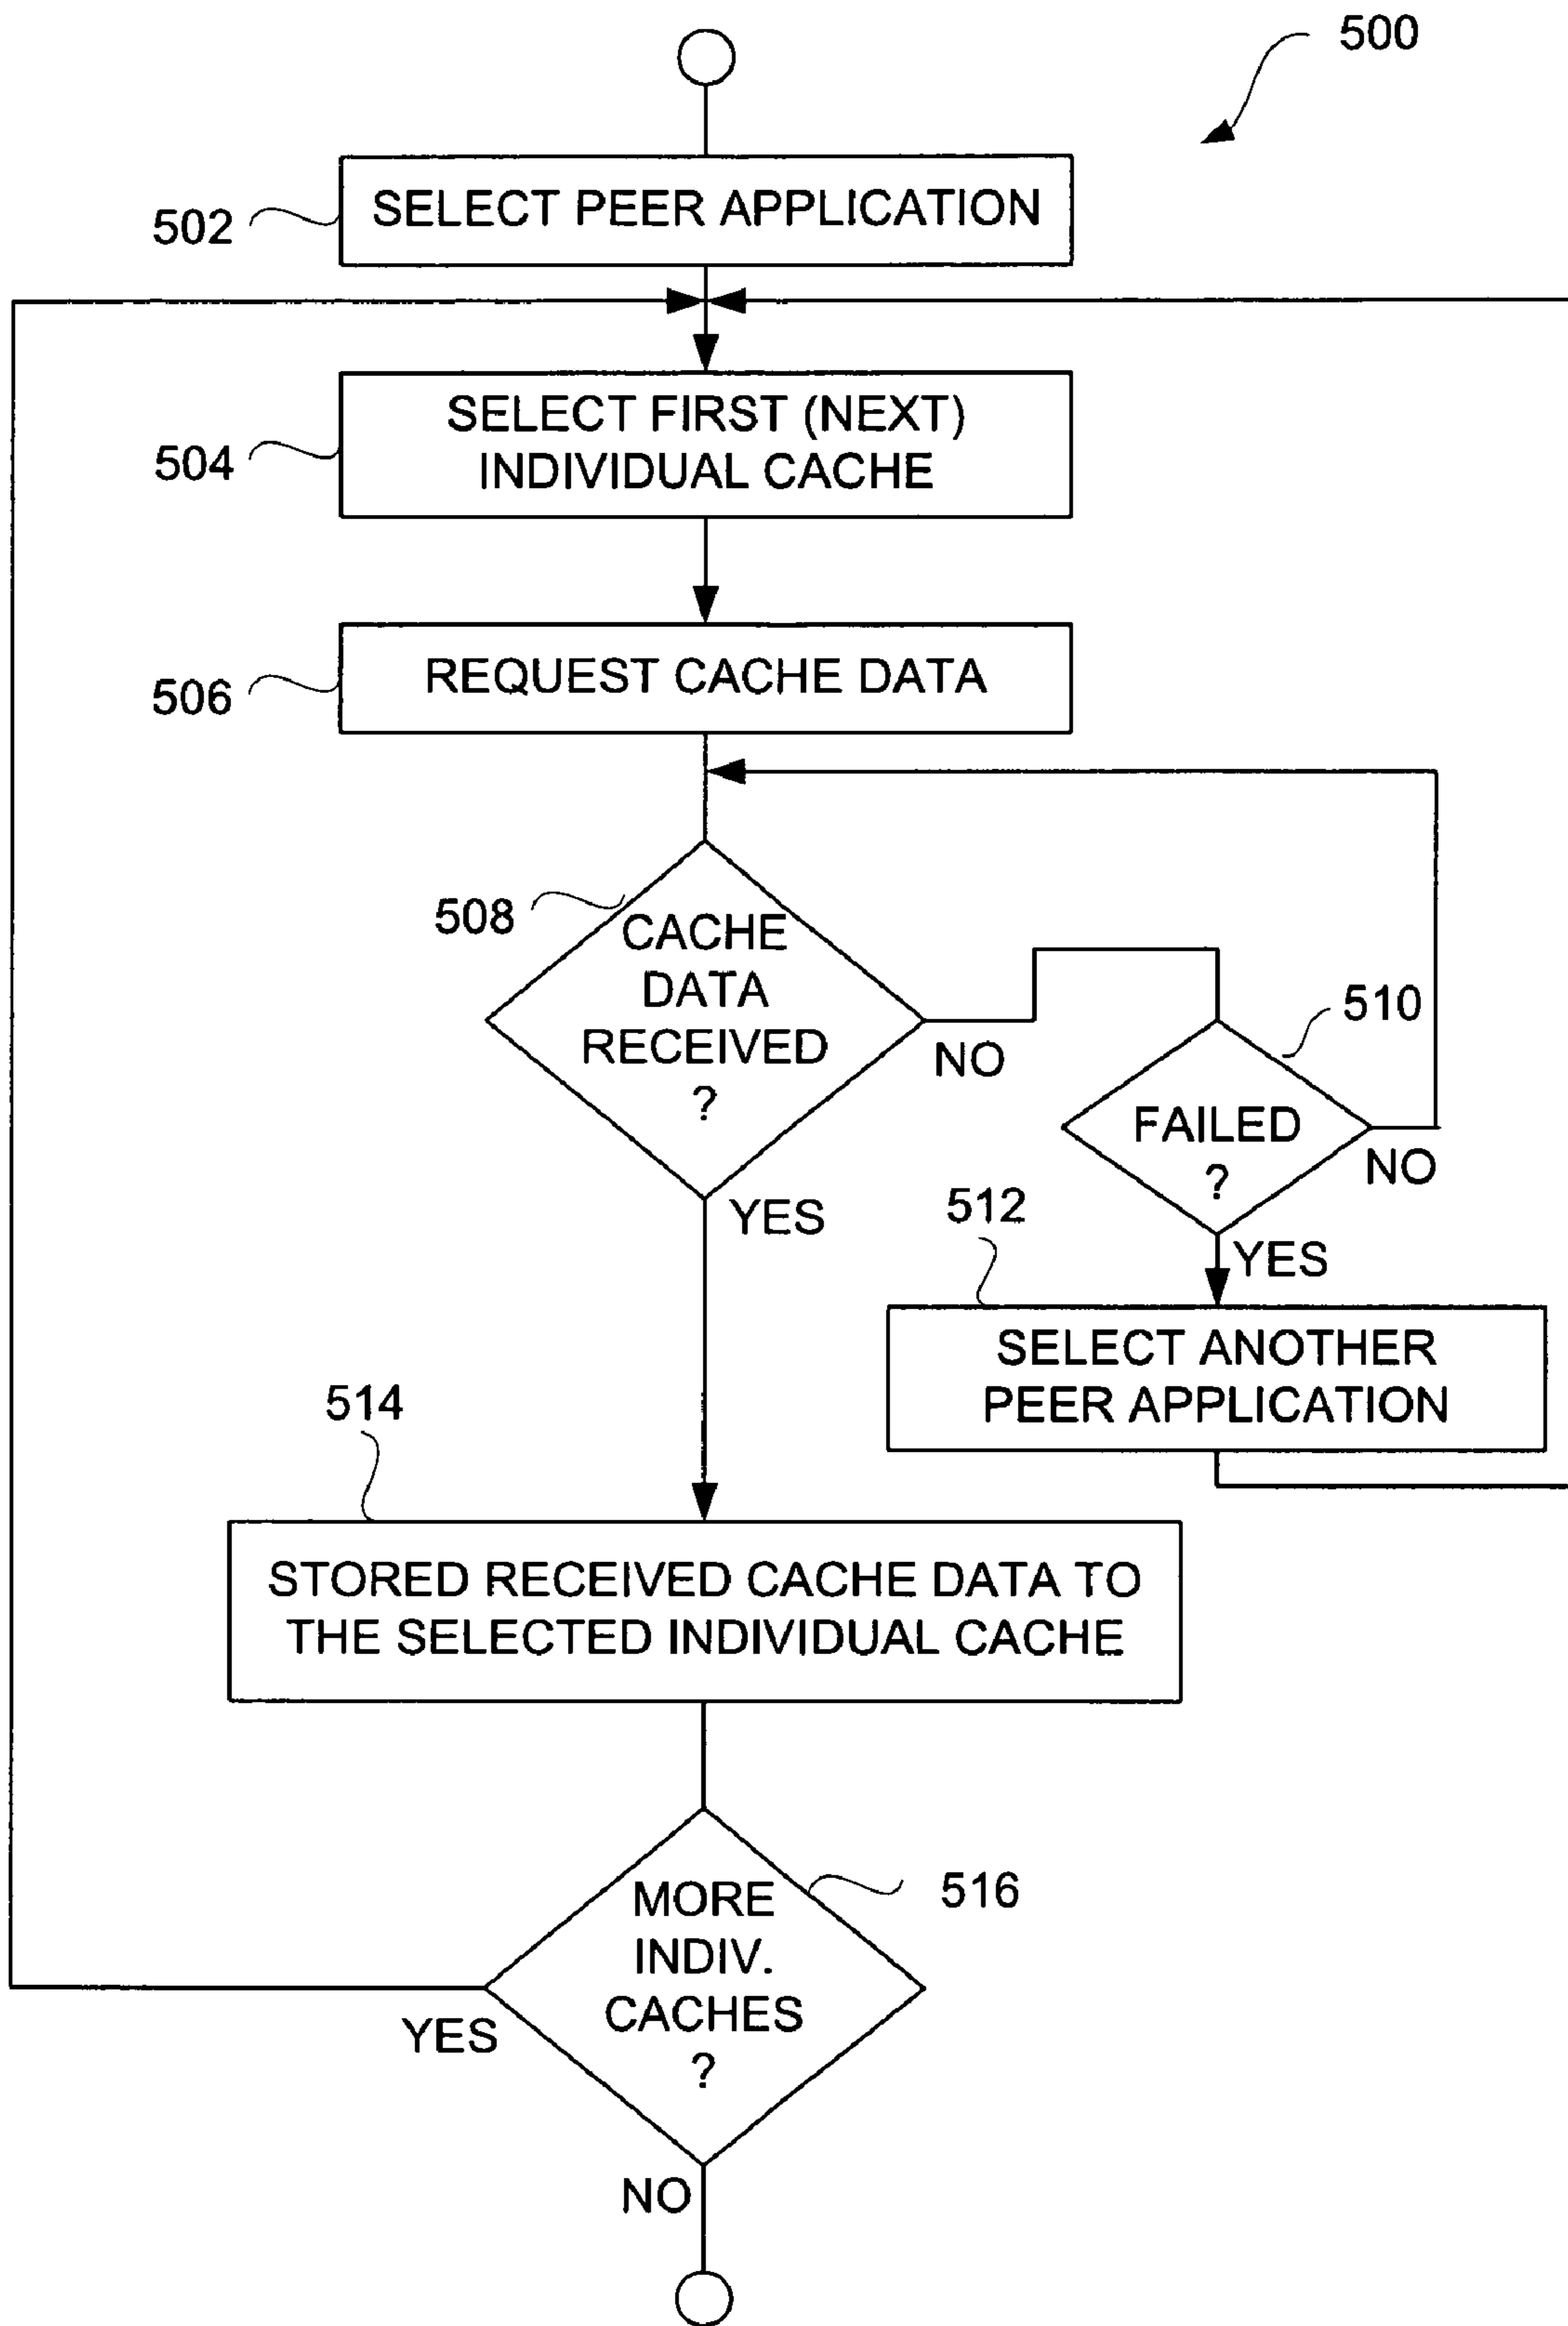 500
502
SELECT PEER APPLICATION
504
SELECT FIRST (NEXT)
INDIVIDUAL CACHE
506
REQUEST CACHE DATA
508
CACHE
DATA
RECEIVED
?
NO
YES
510
FAILED
?
NO
YES
512
SELECT ANOTHER
PEER APPLICATION
514
STORED RECEIVED CACHE DATA TO
THE SELECTED INDIVIDUAL CACHE
516
MORE
INDIV.
CACHES
?
YES
NO